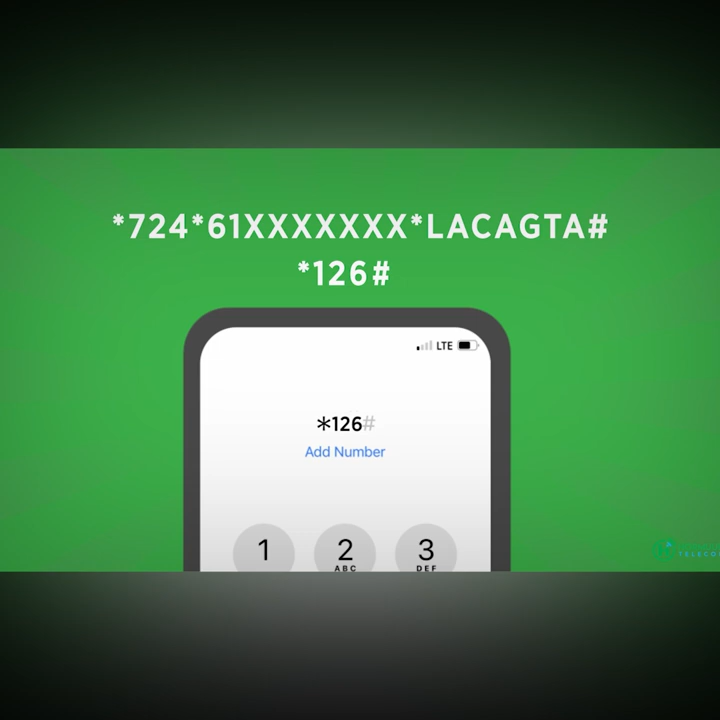 *724*61XXXXXXX*LACAGTA#
*126#
LTE
*126#
Add Number
1 2 3
ABC DEF